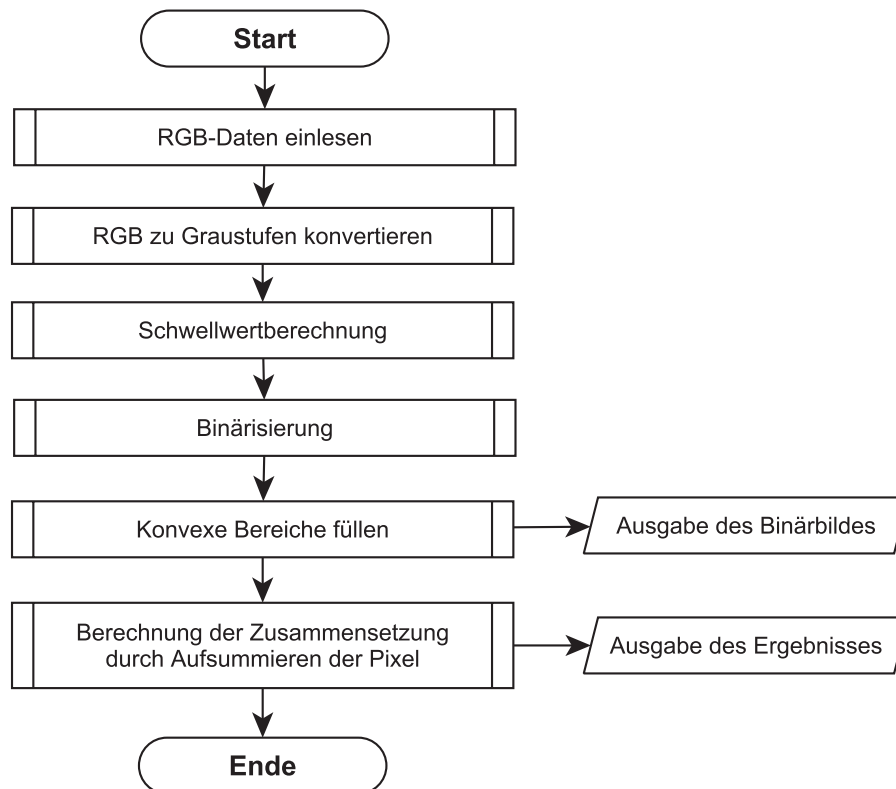 Start
RGB-Daten einlesen
RGB zu Graustufen konvertieren
Schwellwertberechnung
Binärisierung
Konvexe Bereiche füllen
Ausgabe des Binärbildes
Berechnung der Zusammensetzung
durch Aufsummieren der Pixel
Ausgabe des Ergebnisses
Ende